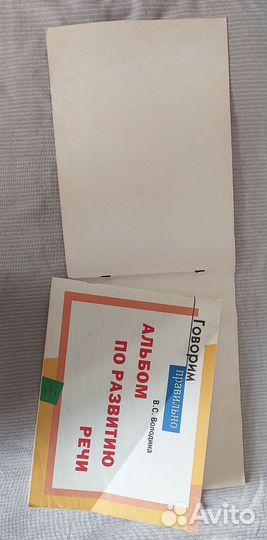 Говорим
правильно
В.С. Володина
АЛЬБОМ
ПО РАЗВИТИЮ
РЕЧИ
Avito